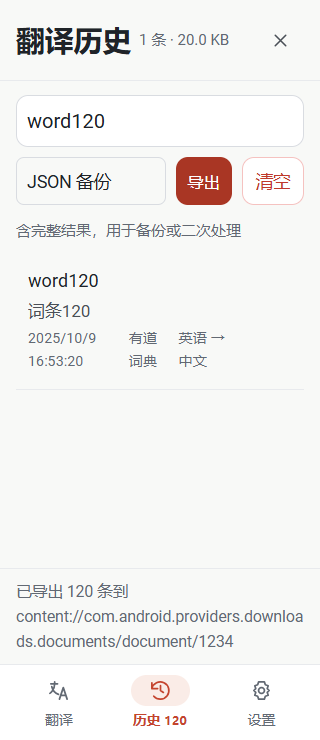 翻译历史 1 条 · 20.0 KB
word120
JSON 备份 导出 清空
含完整结果，用于备份或二次处理
word120
词条120
2025/10/9 有道 英语 →
16:53:20 词典 中文
已导出 120 条到
content://com.android.providers.downloa
ds.documents/document/1234
翻译 历史 120 设置